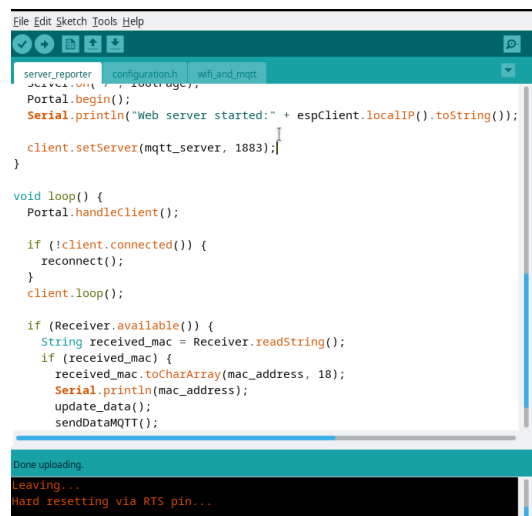 File Edit Sketch Tools Help
server_reporter configuration.h wifi_and_mqtt
Server.on("/", rootPage);
Portal.begin();
Serial.println("Web server started:" + espClient.localIP().toString());
client.setServer(mqtt_server, 1883);
}
void loop() {
Portal.handleClient();
if (!client.connected()) {
reconnect();
}
client.loop();
if (Receiver.available()) {
String received_mac = Receiver.readString();
if (received_mac) {
received_mac.toCharArray(mac_address, 18);
Serial.println(mac_address);
update_data();
sendDataMQTT();
Done uploading.
Leaving...
Hard resetting via RTS pin...